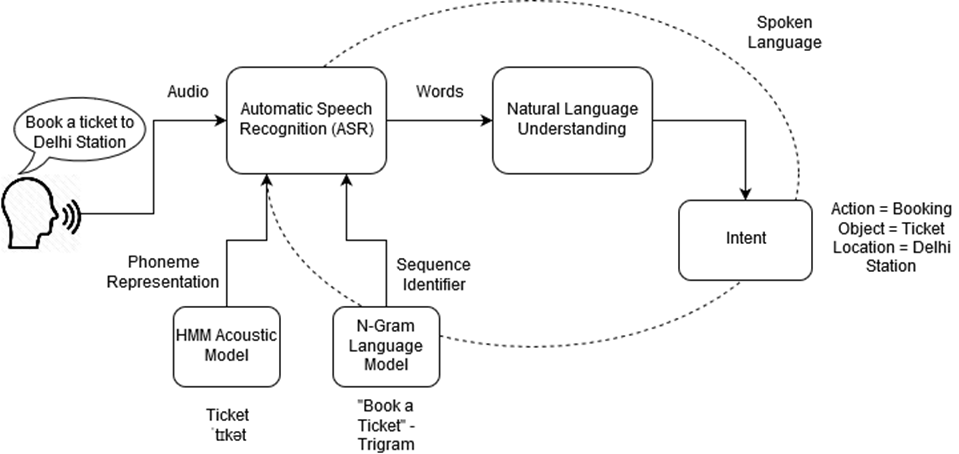 Spoken
Language
Audio
Automatic Speech
Recognition (ASR)
Words
Natural Language
Understanding
Book a ticket to
Delhi Station
Intent
Action = Booking
Object = Ticket
Location = Delhi
Station
Phoneme
Representation
Sequence
Identifier
HMM Acoustic
Model
N-Gram
Language
Model
Ticket
ˈtɪkət
"Book a
Ticket" -
Trigram